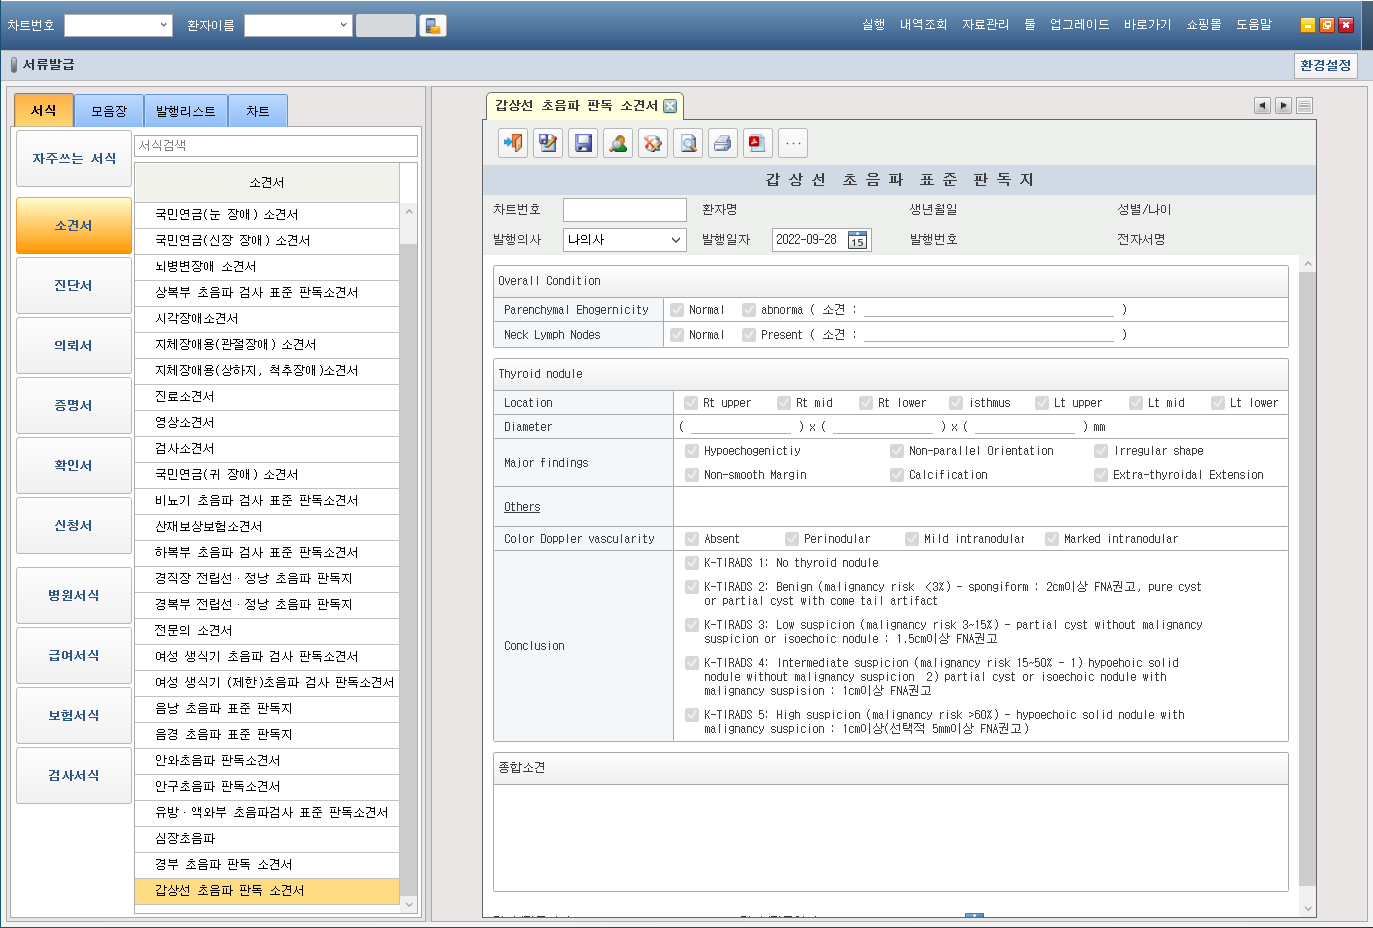 차트번호 환자이름 실행 내역조회 자료관리 툴 업그레이드 바로가기 쇼핑몰 도움말
서류발급 환경설정
서식 모음장 발행리스트 차트
자주쓰는 서식
소견서
진단서
의뢰서
증명서
확인서
신청서
병원서식
급여서식
보험서식
검사서식
서식검색
소견서
국민연금(눈 장애) 소견서
국민연금(신장 장애) 소견서
뇌병변장애 소견서
상복부 초음파 검사 표준 판독소견서
시각장애소견서
지체장애용(관절장애) 소견서
지체장애용(상하지, 척추장애)소견서
진료소견서
영상소견서
검사소견서
국민연금(귀 장애) 소견서
비뇨기 초음파 검사 표준 판독소견서
산재보상보험소견서
하복부 초음파 검사 표준 판독소견서
경직장 전립선·정낭 초음파 판독지
경복부 전립선·정낭 초음파 판독지
전문의 소견서
여성 생식기 초음파 검사 판독소견서
여성 생식기 (제한)초음파 검사 판독소견서
음낭 초음파 표준 판독지
음경 초음파 표준 판독지
안와초음파 판독소견서
안구초음파 판독소견서
유방·액와부 초음파검사 표준 판독소견서
심장초음파
경부 초음파 판독 소견서
갑상선 초음파 판독 소견서
갑상선 초음파 판독 소견서
갑 상 선 초 음 파 표 준 판 독 지
차트번호 환자명 생년월일 성별/나이
발행의사 나의사 발행일자 2022-09-28 15 발행번호 전자서명
Overall Condition
Parenchymal Ehogernicity Normal abnorma ( 소견 : )
Neck Lymph Nodes Normal Present ( 소견 : )
Thyroid nodule
Location Rt upper Rt mid Rt lower isthmus Lt upper Lt mid Lt lower
Diameter ( ) x ( ) x ( ) mm
Major findings Hypoechogenictiy Non-parallel Orientation Irregular shape
Non-smooth Margin Calcification Extra-thyroidal Extension
Others
Color Doppler vascularity Absent Perinodular Mild intranodular Marked intranodular
Conclusion
K-TIRADS 1: No thyroid nodule
K-TIRADS 2: Benign (malignancy risk <3%) - spongiform : 2cm이상 FNA권고, pure cyst
or partial cyst with come tail artifact
K-TIRADS 3: Low suspicion (malignancy risk 3~15%) - partial cyst without malignancy
suspicion or isoechoic nodule : 1.5cm이상 FNA권고
K-TIRADS 4: Intermediate suspicion (malignancy risk 15~50% - 1) hypoehoic solid
nodule without malignancy suspicion 2) partial cyst or isoechoic nodule with
malignancy suspision : 1cm이상 FNA권고
K-TIRADS 5: High suspicion (malignancy risk >60%) - hypoechoic solid nodule with
malignancy suspicion : 1cm이상(선택적 5mm이상 FNA권고)
종합소견